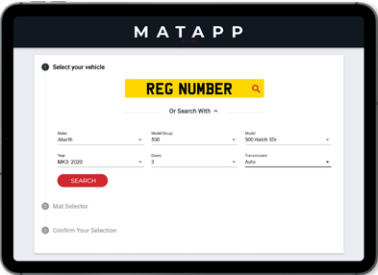 MATAPP
1 Select your vehicle
REG NUMBER
Or Search With
Make Model Group Model
Abarth 500 500 Hatch 3Dr
Year Doors Transmission
MK3 2020 3 Auto
SEARCH
2 Mat Selector
3 Confirm Your Selection